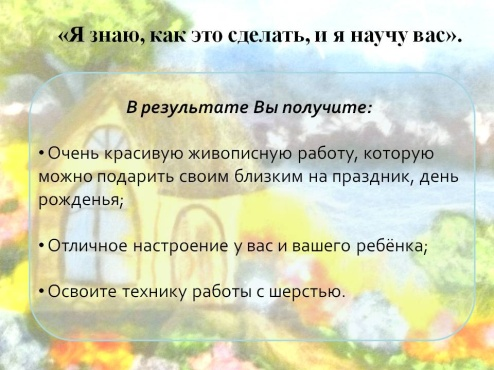 «Я знаю, как это сделать, и я научу вас».
В результате Вы получите:
• Очень красивую живописную работу, которую
можно подарить своим близким на праздник, день
рожденья;
• Отличное настроение у вас и вашего ребёнка;
• Освоите технику работы с шерстью.